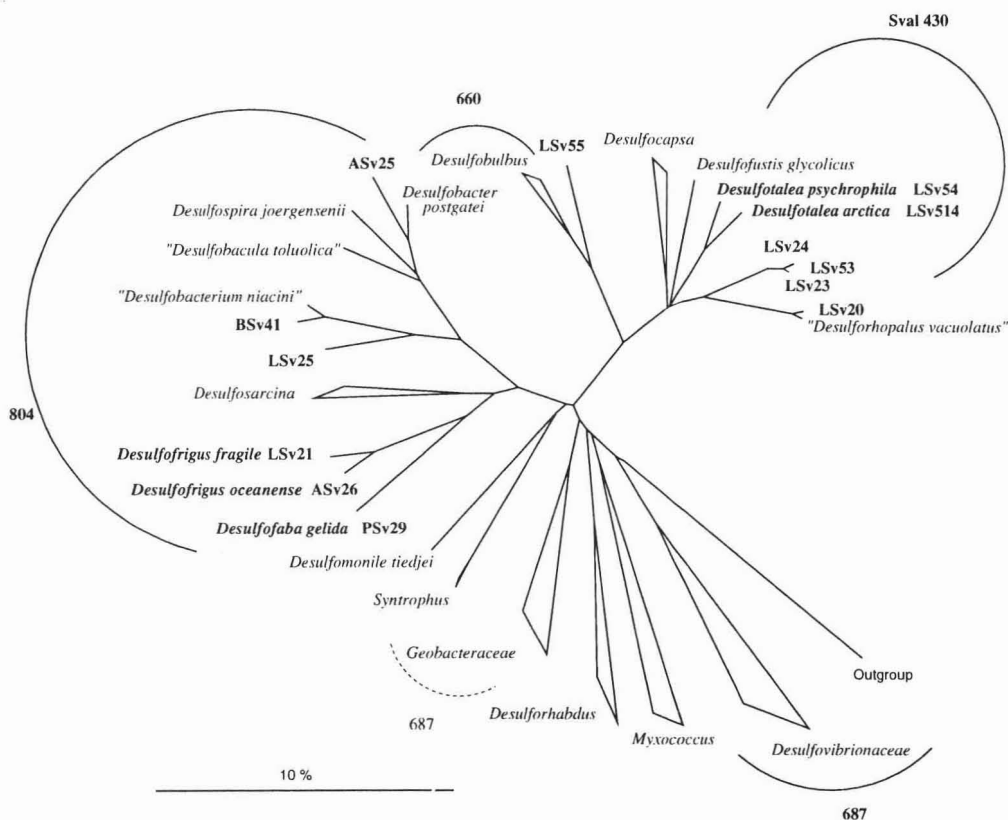 Sval 430
660
ASv25
Desulfobulbus
LSv55
Desulfocapsa
Desulfofustis glycolicus
Desulfobacter
postgatei
Desulfotalea psychrophila LSv54
Desulfotalea arctica LSv514
Desulfospira joergensenii
"Desulfobacula toluolica"
LSv24
LSv53
LSv23
"Desulfobacterium niacini"
BSv41
LSv20
"Desulforhopalus vacuolatus"
LSv25
Desulfosarcina
804
Desulfofrigus fragile LSv21
Desulfofrigus oceanense ASv26
Desulfofaba gelida PSv29
Desulfomonile tiedjei
Syntrophus
Geobacteraceae
687
Desulforhabdus
Myxococcus
Outgroup
Desulfovibrionaceae
687
10 %